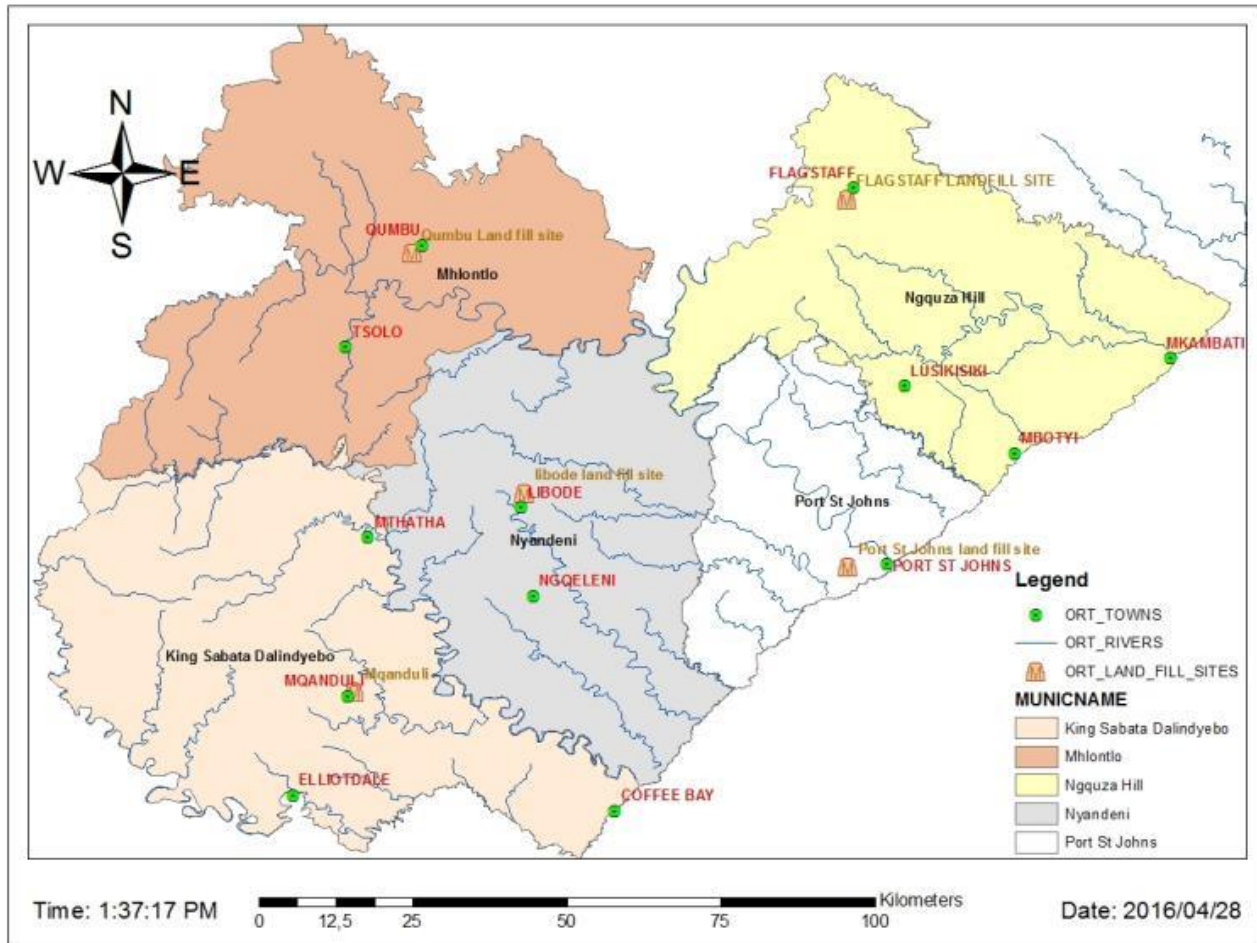 N
W E
S
FLAGSTAFF
FLAGSTAFF LANDFILL SITE
QUMBU
Qumbu Land fill site
Mhlontlo
Ngquza Hill
TSOLO
MKAMBATI
LUSIKISIKI
MBOTYI
libode land fill site
LIBODE
Port St Johns
MTHATHA
Nyandeni
Port St Johns land fill site
PORT ST JOHNS
NGQELENI
King Sabata Dalindyebo
Mqanduli
MQANDULI
ELLIOTDALE
COFFEE BAY
Legend
ORT_TOWNS
ORT_RIVERS
ORT_LAND_FILL_SITES
MUNICNAME
King Sabata Dalindyebo
Mhlontlo
Ngquza Hill
Nyandeni
Port St Johns
Time: 1:37:17 PM
Kilometers
0 12,5 25 50 75 100
Date: 2016/04/28